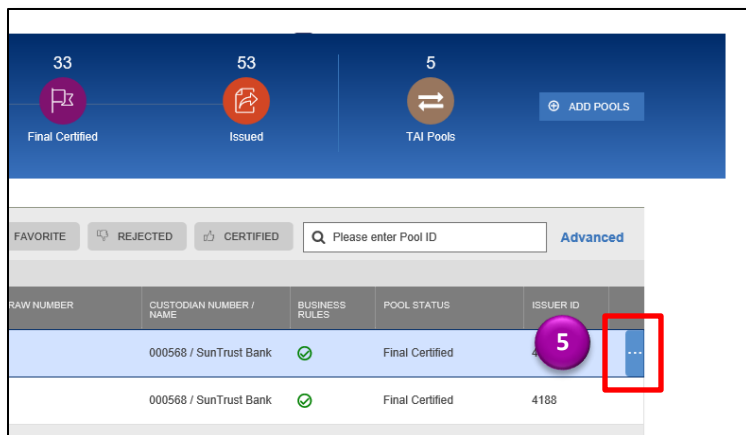 33
53
5
Final Certified
Issued
TAI Pools
ADD POOLS
FAVORITE
REJECTED
CERTIFIED
Please enter Pool ID
Advanced
RAW NUMBER
CUSTODIAN NUMBER /
NAME
BUSINESS
RULES
POOL STATUS
ISSUER ID
000568 / SunTrust Bank
Final Certified
4
5
...
000568 / SunTrust Bank
Final Certified
4188